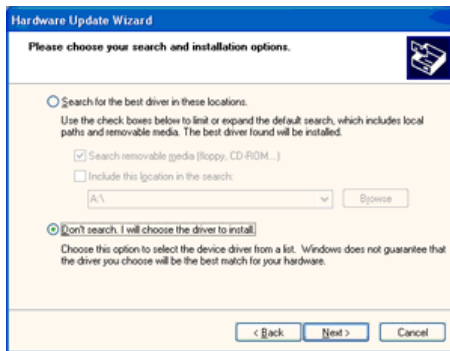 Hardware Update Wizard
Please choose your search and installation options.
Search for the best driver in these locations.
Use the check boxes below to limit or expand the default search, which includes local
paths and removable media. The best driver found will be installed.
Search removable media (floppy, CD-ROM...)
Include this location in the search:
A:\
Browse
Don't search. I will choose the driver to install.
Choose this option to select the device driver from a list. Windows does not guarantee that
the driver you choose will be the best match for your hardware.
< Back Next > Cancel